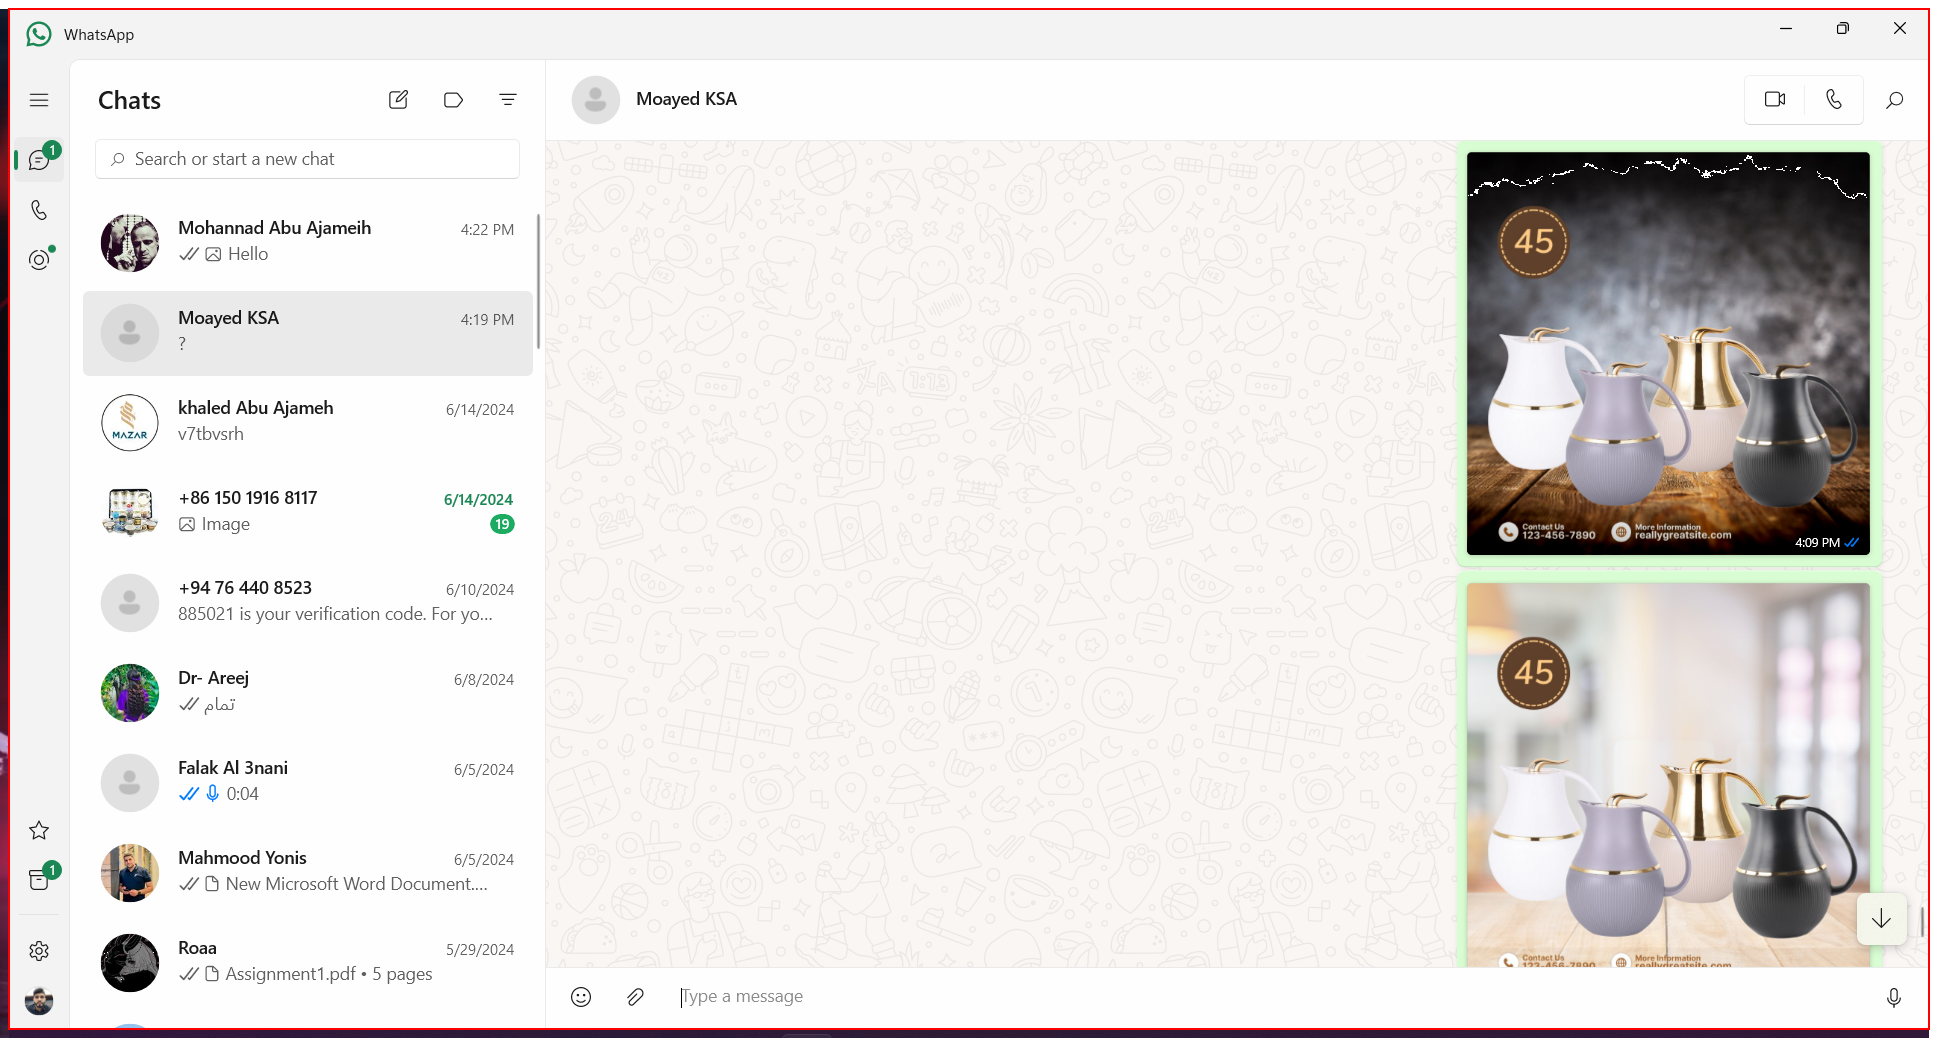 WhatsApp
Chats
1
Search or start a new chat
Mohannad Abu Ajameih
4:22 PM
Hello
Moayed KSA
4:19 PM
?
khaled Abu Ajameh
6/14/2024
v7tbvsrh
MAZAR
+86 150 1916 8117
6/14/2024
Image
19
+94 76 440 8523
6/10/2024
885021 is your verification code. For yo...
Dr- Areej
6/8/2024
تمام
Falak Al 3nani
6/5/2024
0:04
Mahmood Yonis
6/5/2024
New Microsoft Word Document....
1
Roaa
5/29/2024
Assignment1.pdf • 5 pages
Moayed KSA
45
Contact Us
123-456-7890
More Information
reallygreatsite.com
4:09 PM
45
Contact Us
123-456-7890
More Information
reallygreatsite.com
Type a message